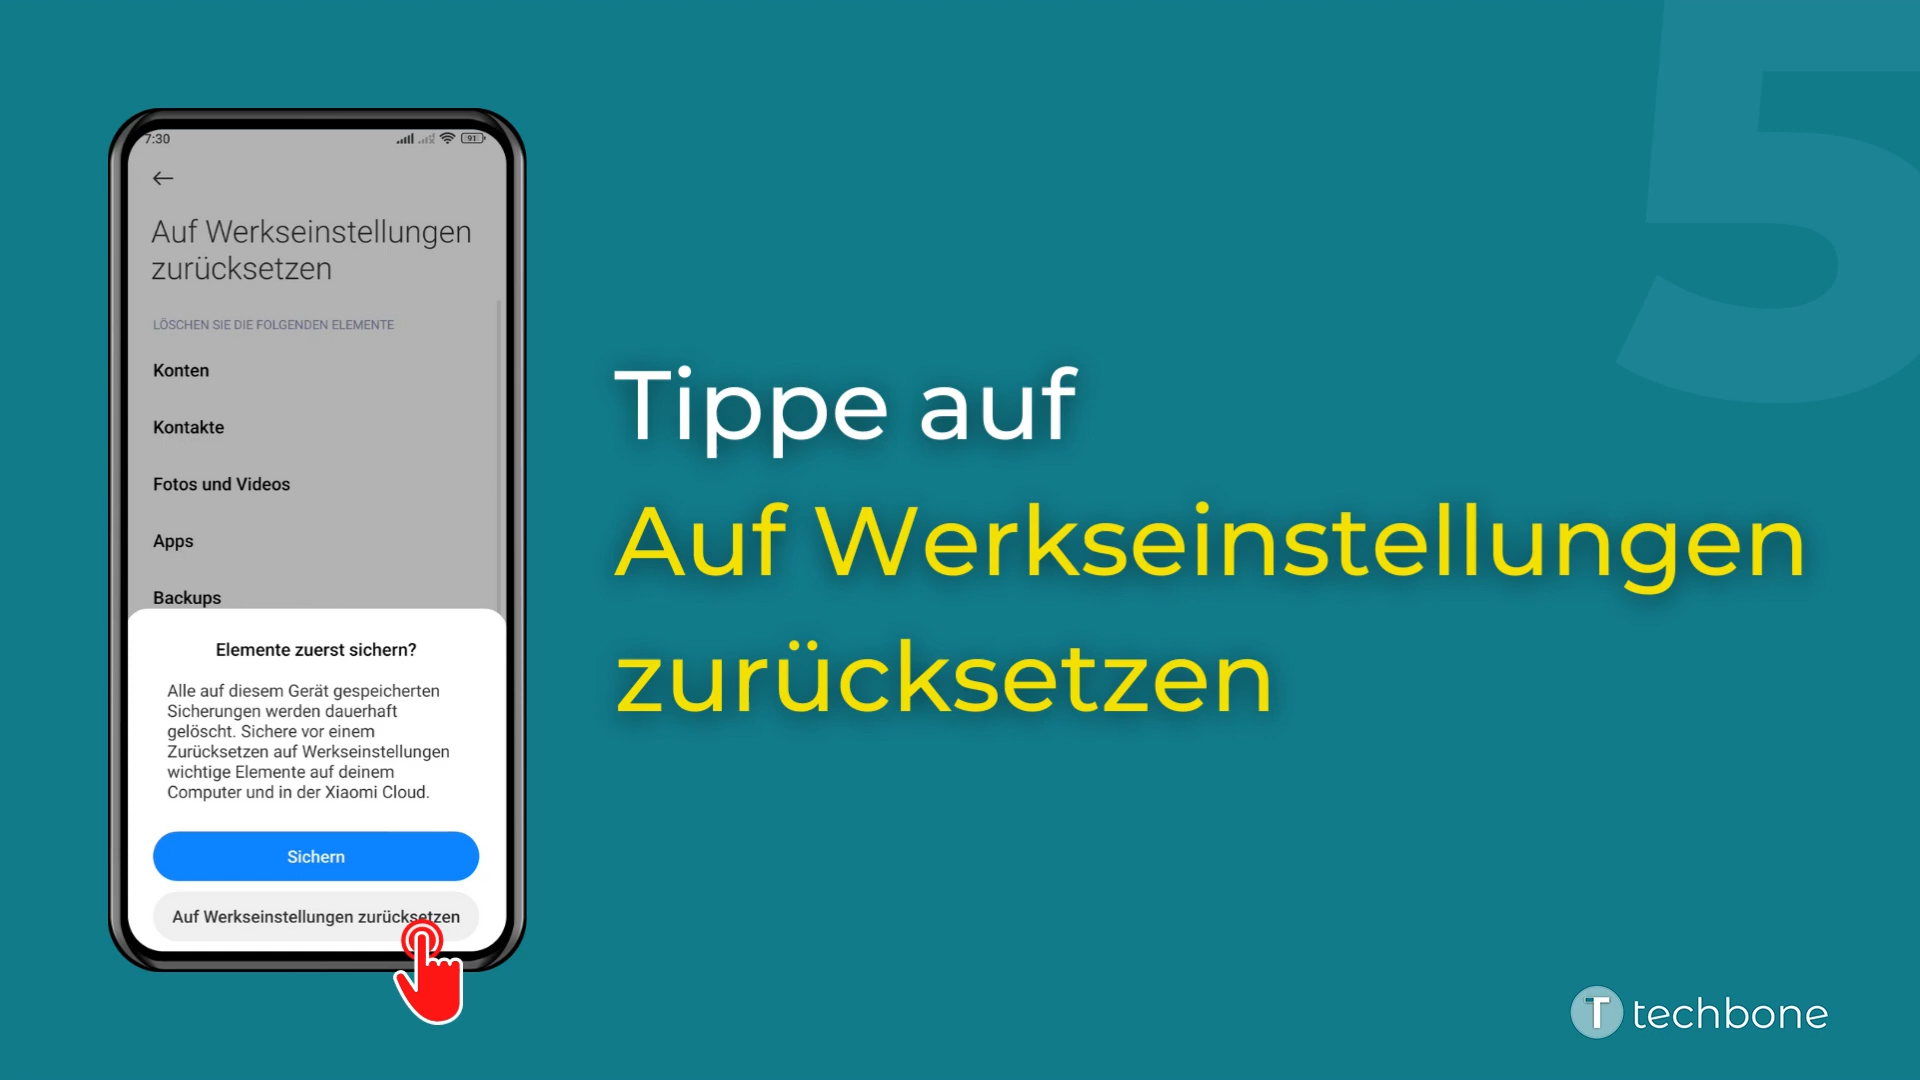 5
7:30
91
Auf Werkseinstellungen
zurücksetzen
LÖSCHEN SIE DIE FOLGENDEN ELEMENTE
Konten
Kontakte
Fotos und Videos
Apps
Backups
Elemente zuerst sichern?
Alle auf diesem Gerät gespeicherten
Sicherungen werden dauerhaft
gelöscht. Sichere vor einem
Zurücksetzen auf Werkseinstellungen
wichtige Elemente auf deinem
Computer und in der Xiaomi Cloud.
Sichern
Auf Werkseinstellungen zurücksetzen
Tippe auf
Auf Werkseinstellungen
zurücksetzen
T techbone